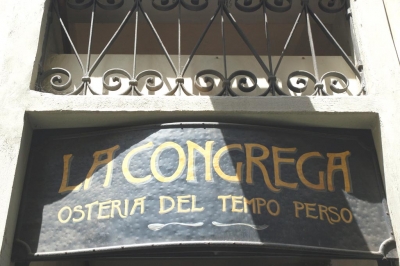 LA CONGREGA
OSTERIA DEL TEMPO PERSO